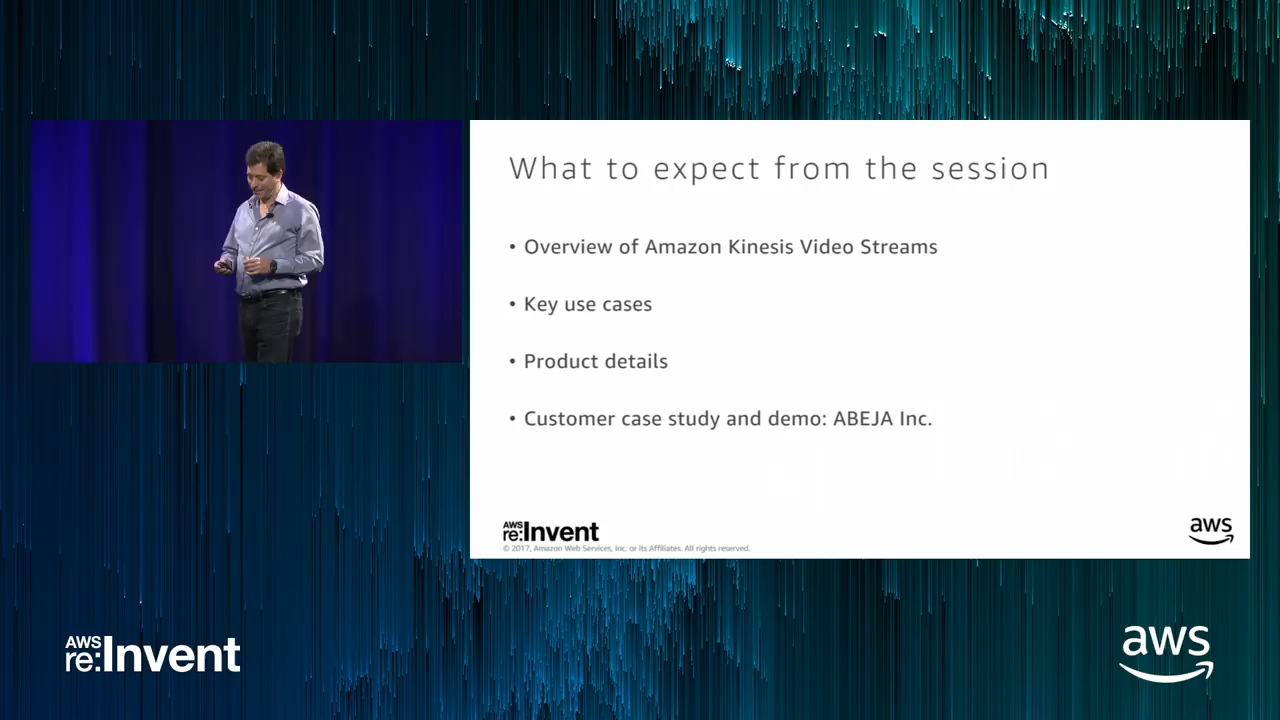 What to expect from the session
• Overview of Amazon Kinesis Video Streams
• Key use cases
• Product details
• Customer case study and demo: ABEJA Inc.
AWS
re:Invent
© 2017, Amazon Web Services, Inc. or its Affiliates. All rights reserved.
aws
AWS
re:Invent
aws